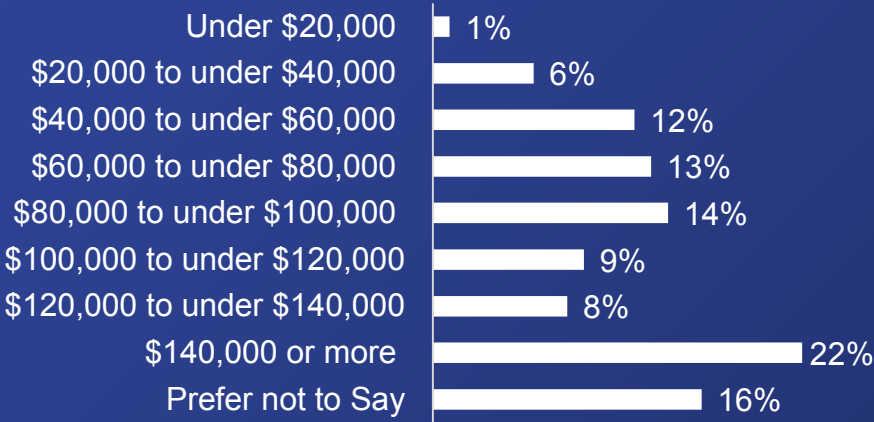 Under $20,000 1%
$20,000 to under $40,000 6%
$40,000 to under $60,000 12%
$60,000 to under $80,000 13%
$80,000 to under $100,000 14%
$100,000 to under $120,000 9%
$120,000 to under $140,000 8%
$140,000 or more 22%
Prefer not to Say 16%